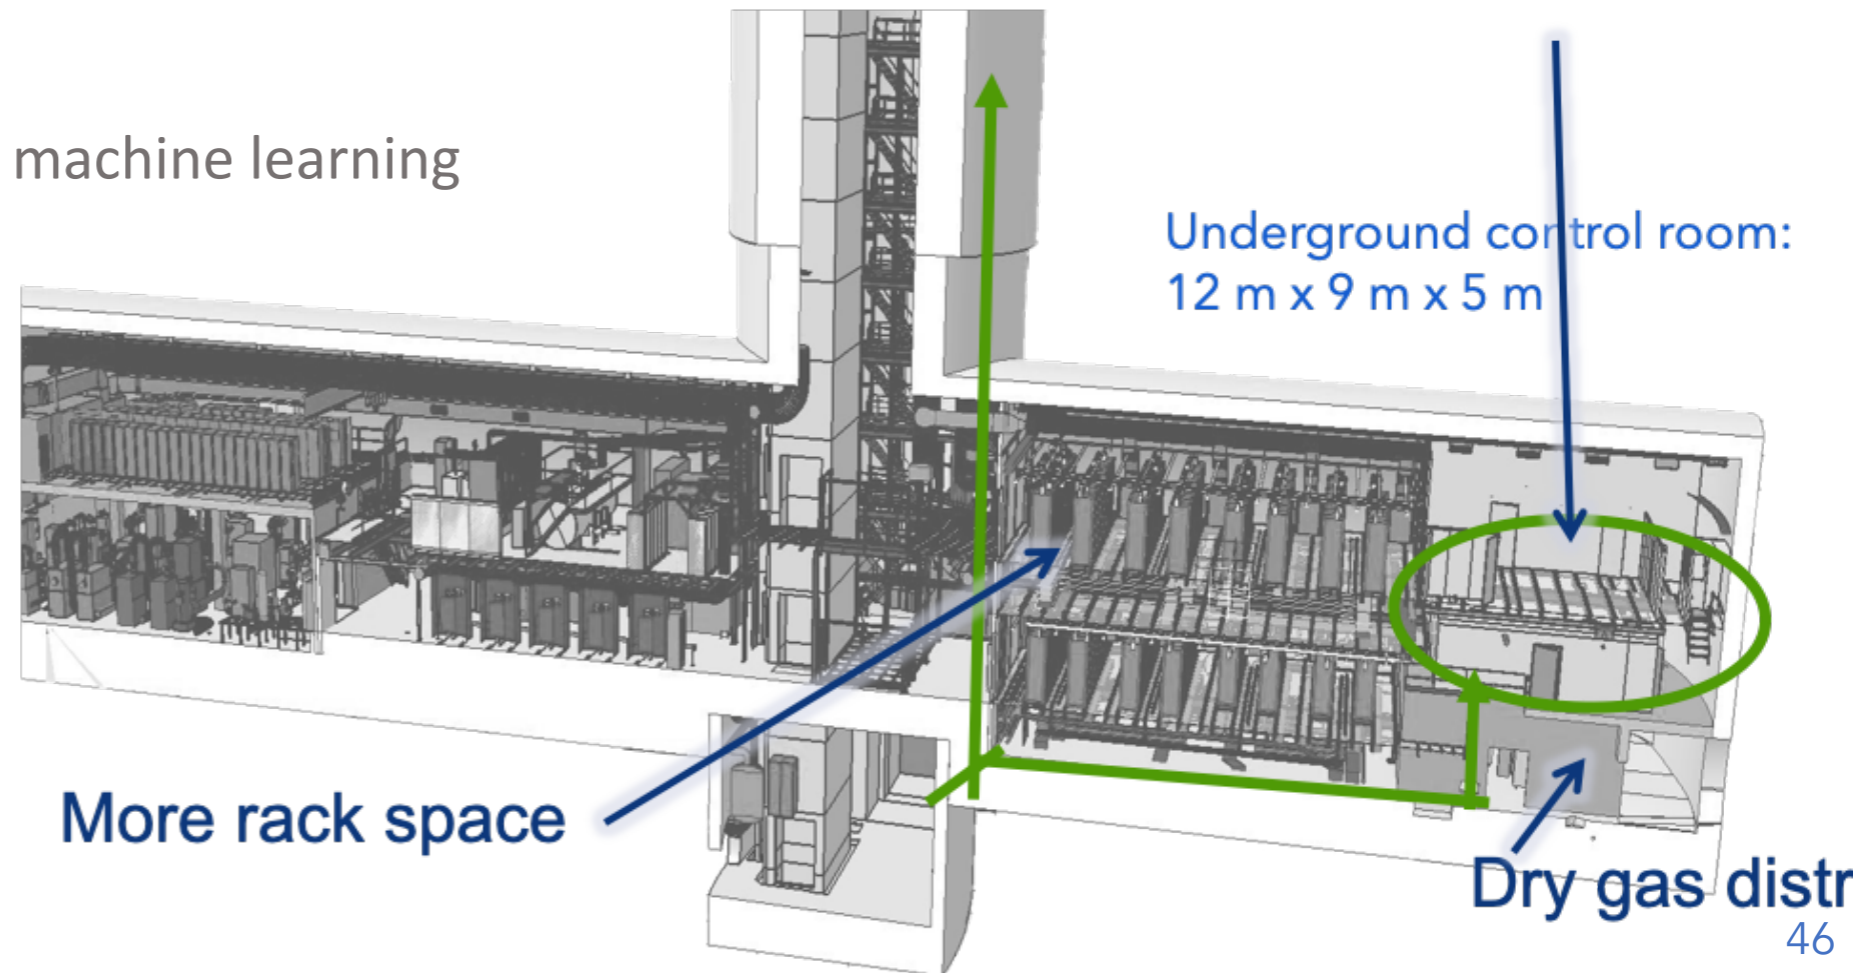 machine learning
Underground control room:
12 m x 9 m x 5 m
More rack space
Dry gas distr
46